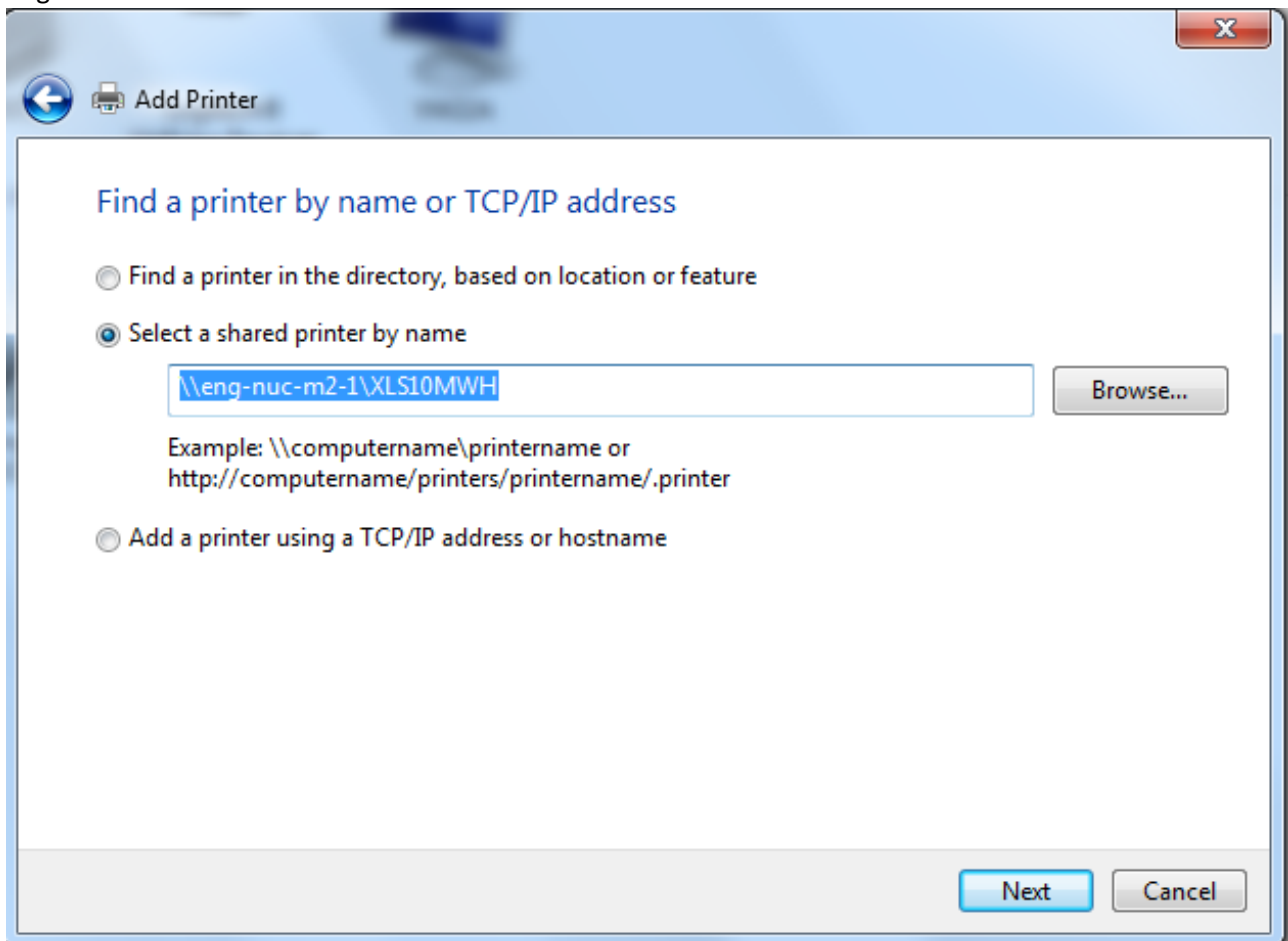 Add Printer
Find a printer by name or TCP/IP address
Find a printer in the directory, based on location or feature
Select a shared printer by name
\\eng-nuc-m2-1\XLS10MWH
Browse...
Example: \\computername\printername or
http://computername/printers/printername/.printer
Add a printer using a TCP/IP address or hostname
Next
Cancel